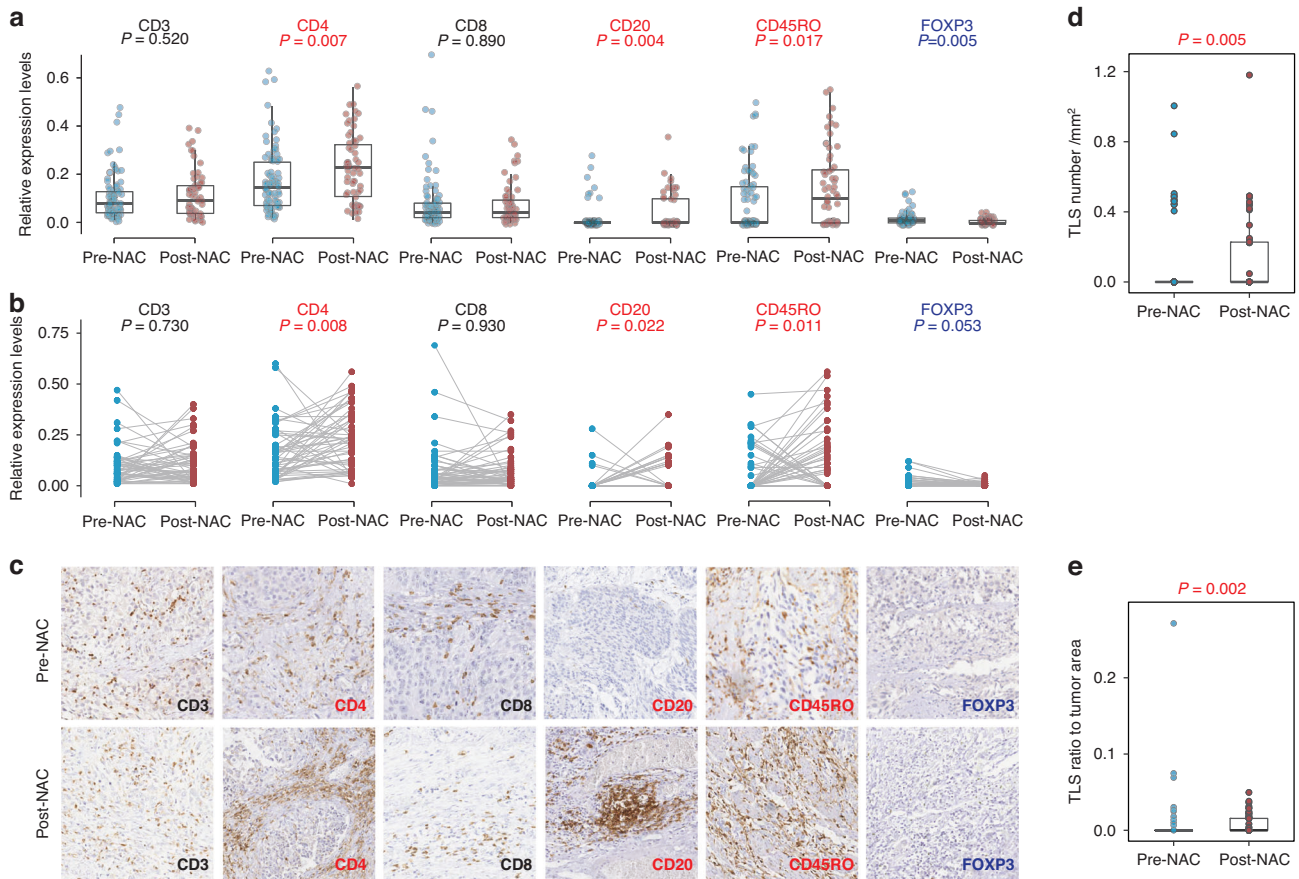 a
CD3 CD4 CD8 CD20 CD45RO FOXP3
P = 0.520 P = 0.007 P = 0.890 P = 0.004 P = 0.017 P=0.005
Relative expression levels
0.6
0.4
0.2
0.0
Pre-NAC Post-NAC Pre-NAC Post-NAC Pre-NAC Post-NAC Pre-NAC Post-NAC Pre-NAC Post-NAC Pre-NAC Post-NAC
b
CD3 CD4 CD8 CD20 CD45RO FOXP3
P = 0.730 P = 0.008 P = 0.930 P = 0.022 P = 0.011 P = 0.053
Relative expression levels
0.75
0.50
0.25
0.00
Pre-NAC Post-NAC Pre-NAC Post-NAC Pre-NAC Post-NAC Pre-NAC Post-NAC Pre-NAC Post-NAC Pre-NAC Post-NAC
c
Pre-NAC
CD3 CD4 CD8 CD20 CD45RO FOXP3
Post-NAC
CD3 CD4 CD8 CD20 CD45RO FOXP3
d
P = 0.005
TLS number /mm²
1.2
0.8
0.4
0.0
Pre-NAC Post-NAC
e
P = 0.002
TLS ratio to tumor area
0.2
0.1
0.0
Pre-NAC Post-NAC